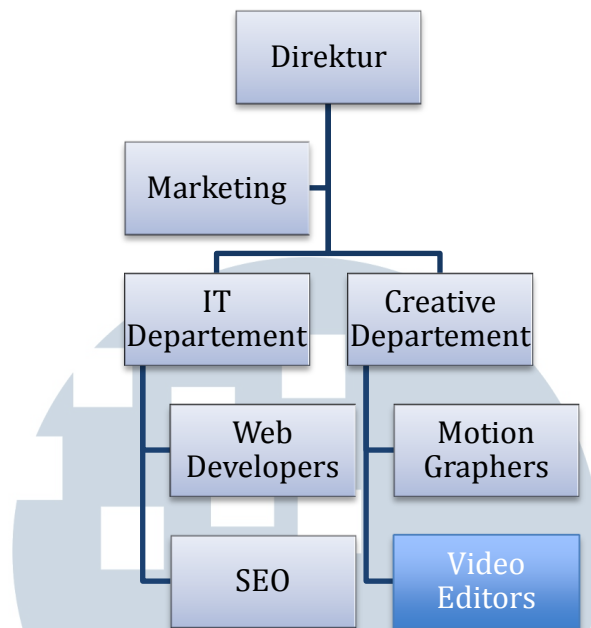 Direktur
Marketing
IT
Departement
Creative
Departement
Web
Developers
Motion
Graphers
SEO
Video
Editors